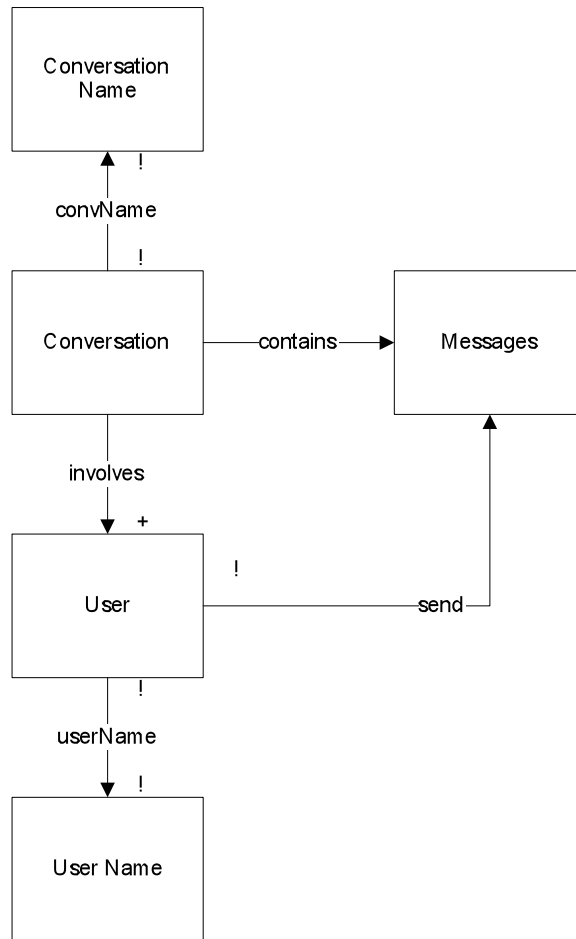 Conversation
Name
!
convName
!
Conversation
contains
Messages
involves
+
!
User
send
!
userName
!
User Name